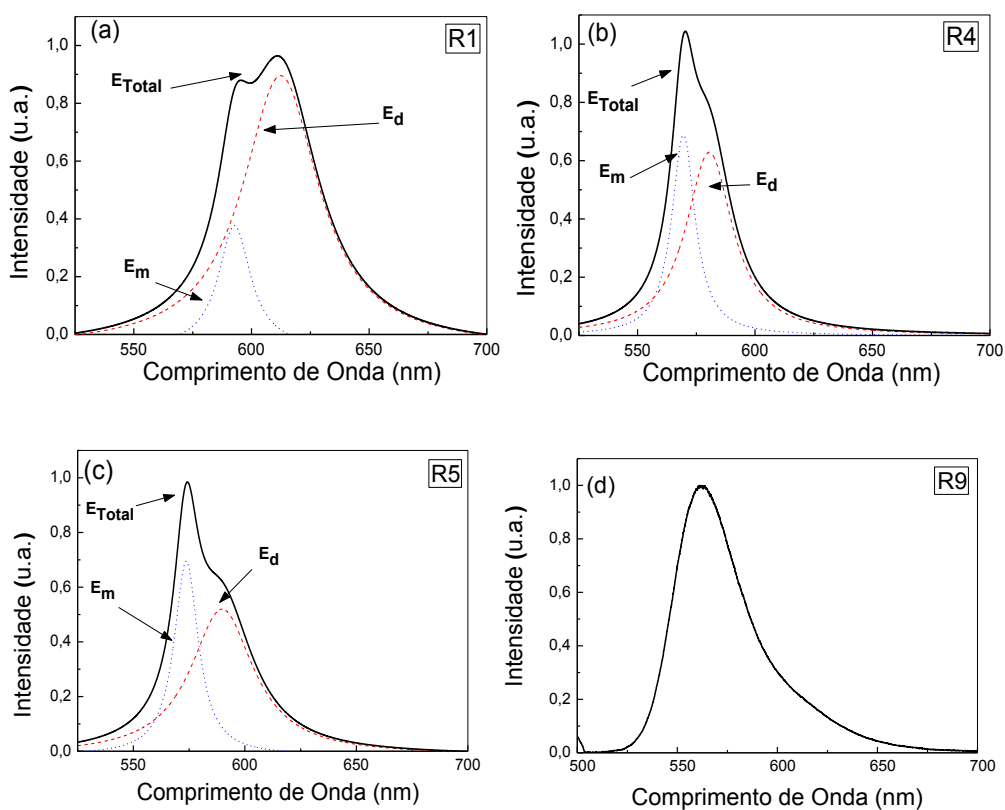 (a)
R1
1,0
0,8
0,6
0,4
0,2
0,0
E_Total
E_d
E_m
Intensidade (u.a.)
550 600 650 700
Comprimento de Onda (nm)
(b)
R4
1,0
0,8
0,6
0,4
0,2
0,0
E_Total
E_m
E_d
Intensidade (u.a.)
550 600 650 700
Comprimento de Onda (nm)
(c)
R5
1,0
0,8
0,6
0,4
0,2
0,0
E_Total
E_d
E_m
Intensidade (u.a.)
550 600 650 700
Comprimento de Onda (nm)
(d)
R9
1,0
0,8
0,6
0,4
0,2
0,0
Intensidade (u.a.)
500 550 600 650 700
Comprimento de Onda (nm)